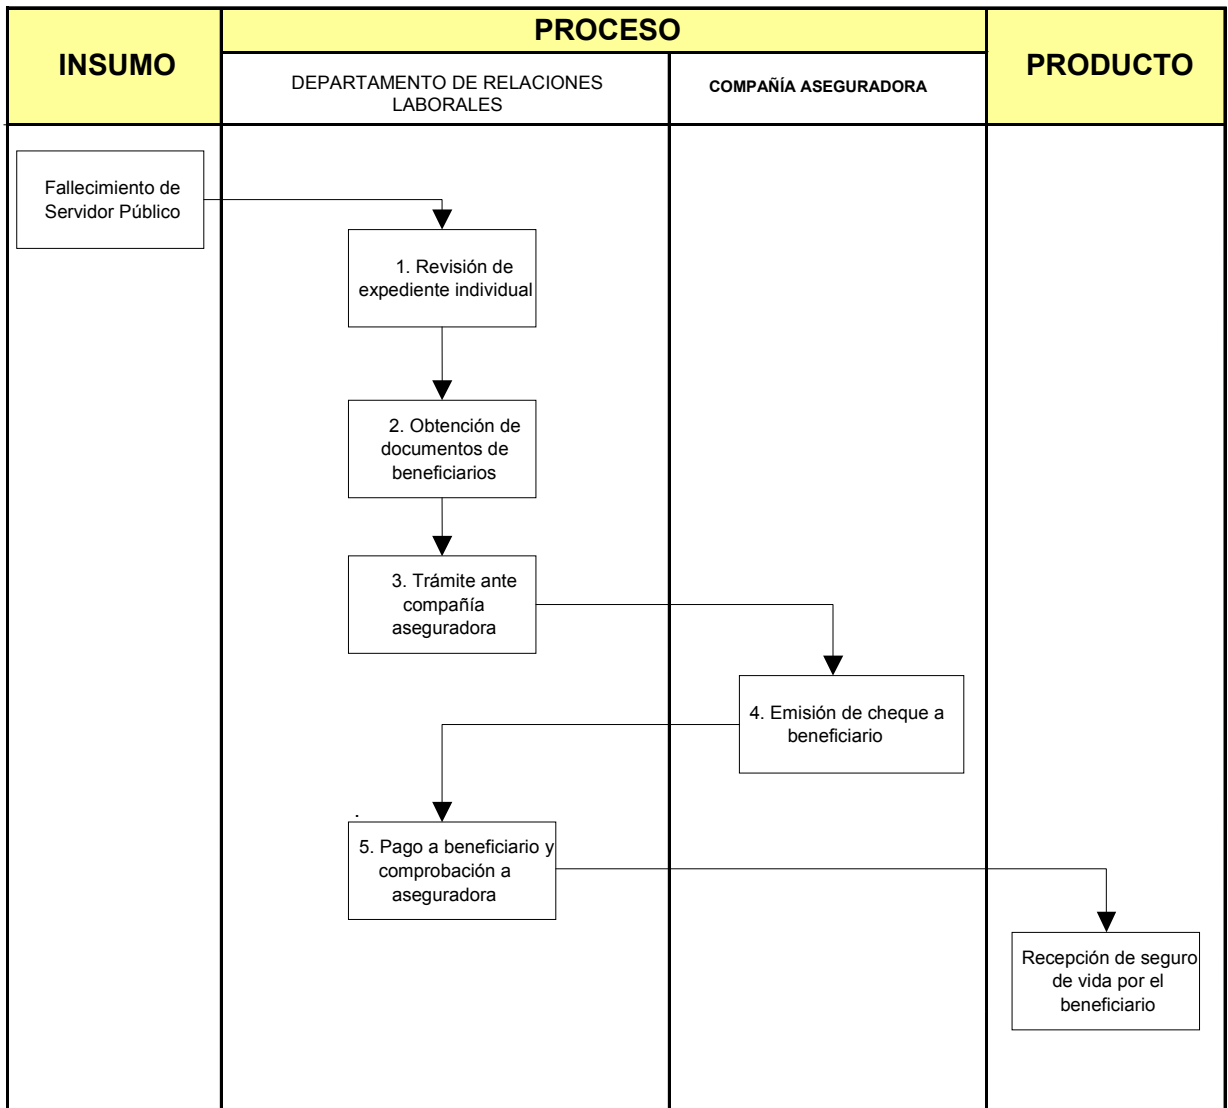 INSUMO
PROCESO
PRODUCTO
DEPARTAMENTO DE RELACIONES
LABORALES
COMPAÑÍA ASEGURADORA
Fallecimiento de
Servidor Público
1. Revisión de
expediente individual
2. Obtención de
documentos de
beneficiarios
3. Trámite ante
compañía
aseguradora
4. Emisión de cheque a
beneficiario
.
5. Pago a beneficiario y
comprobación a
aseguradora
Recepción de seguro
de vida por el
beneficiario